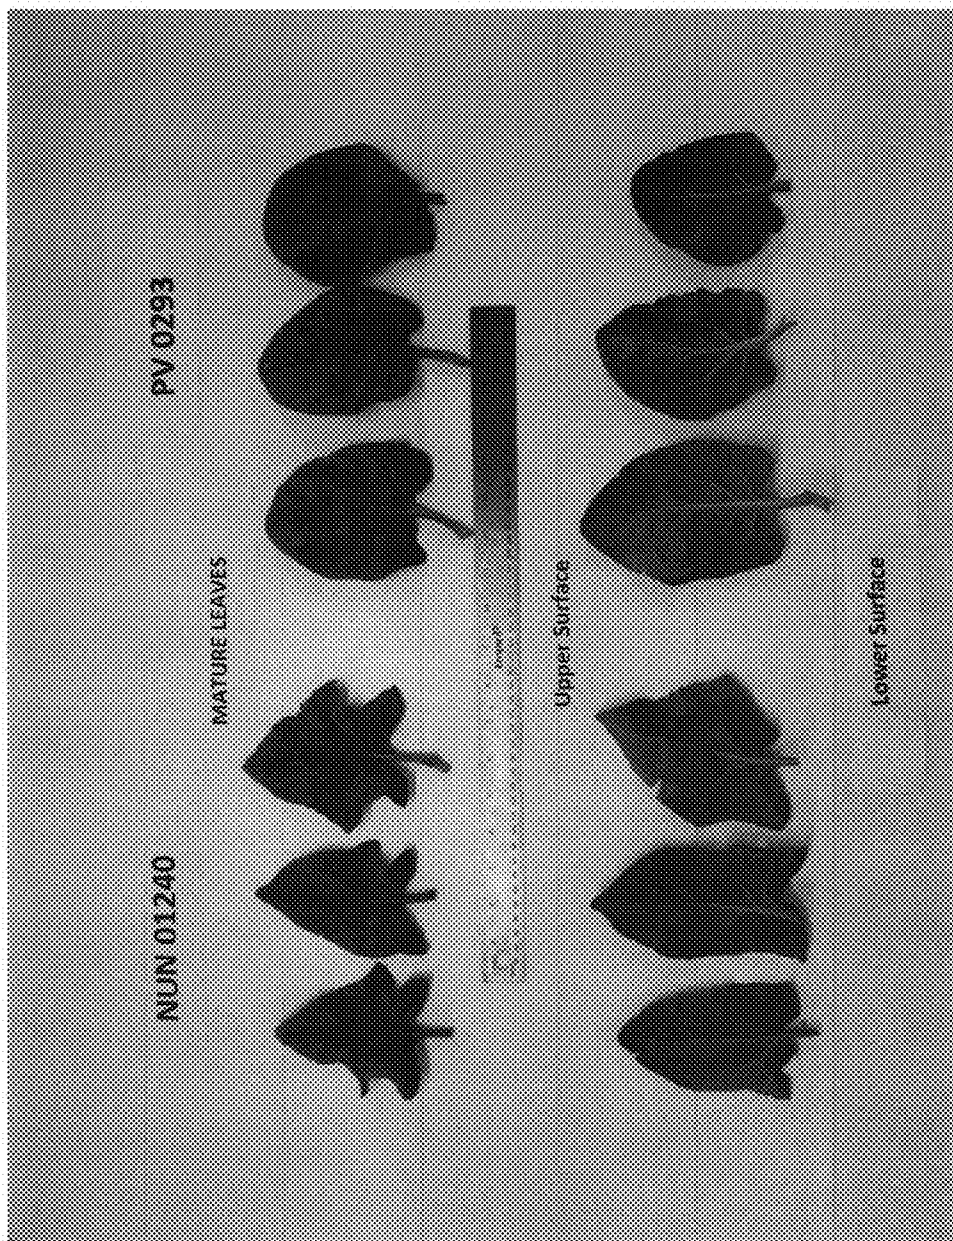 NUN 01240
PV 0293
MATURE LEAVES
Upper Surface
Lower Surface